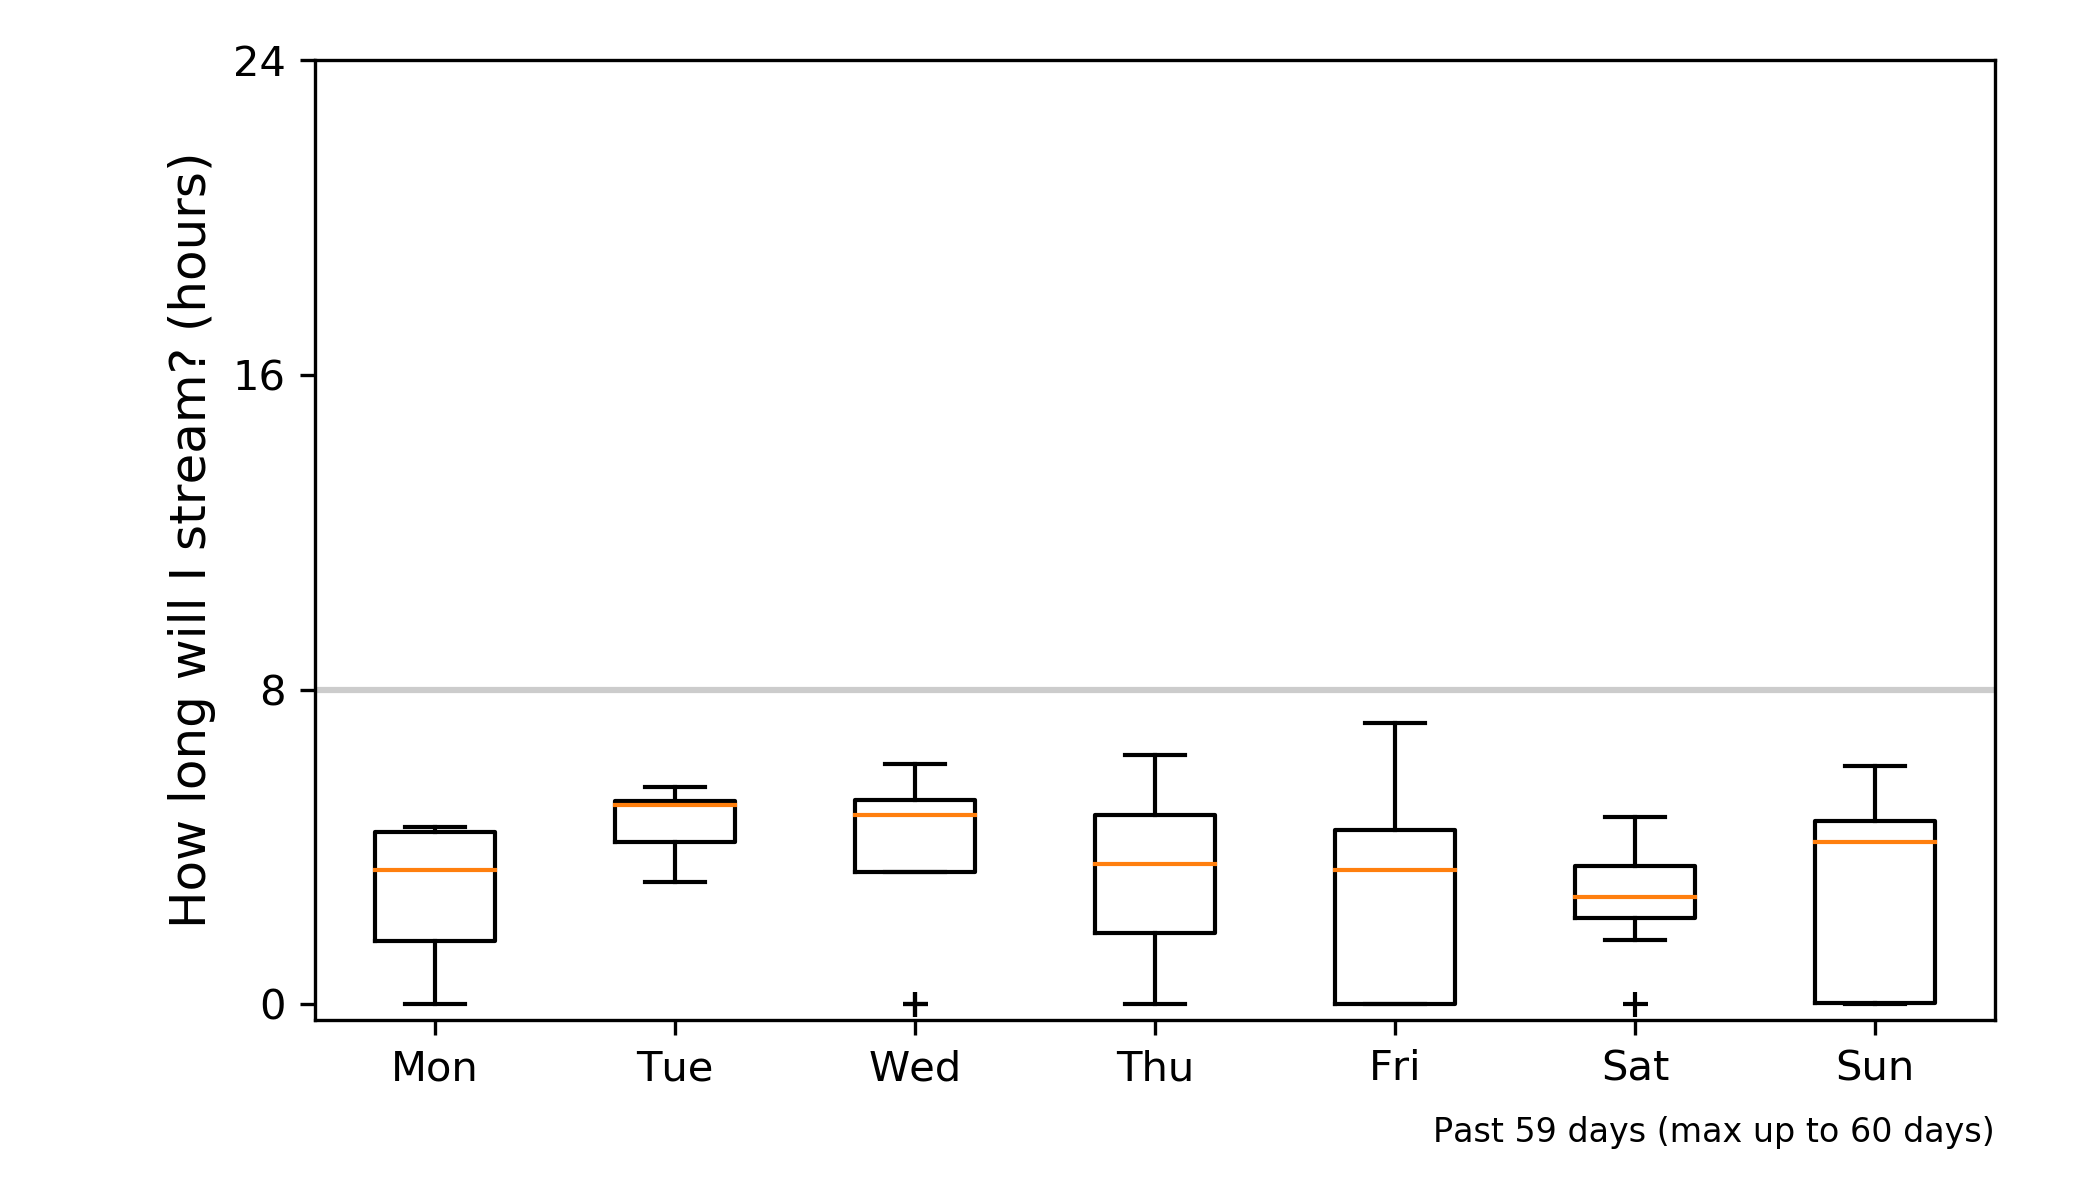 How long will I stream? (hours)
24
16
8
0
Mon Tue Wed Thu Fri Sat Sun
Past 59 days (max up to 60 days)